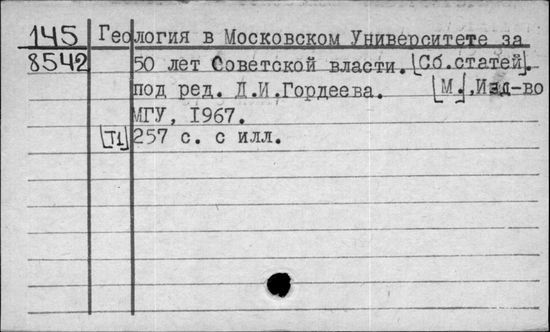 145 Геология в Московском Университете за
8542 50 лет Советской власти. [Сб.статей]
под ред. Д.И.Гордеева. [М.],Изд-во
МГУ, 1967.
[Т1] 257 с. с илл.